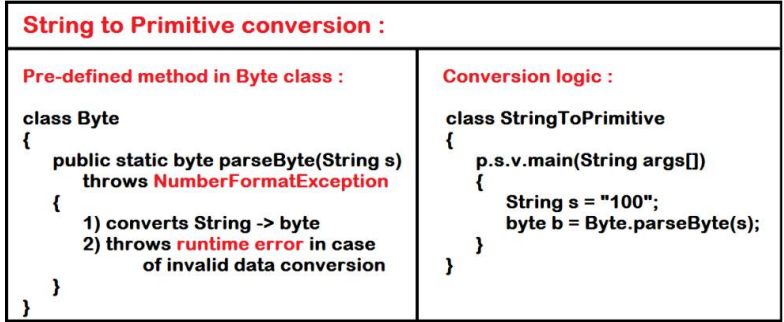 String to Primitive conversion :
Pre-defined method in Byte class :
class Byte
{
public static byte parseByte(String s)
throws NumberFormatException
{
1) converts String -> byte
2) throws runtime error in case
of invalid data conversion
}
}
Conversion logic :
class StringToPrimitive
{
p.s.v.main(String args[])
{
String s = "100";
byte b = Byte.parseByte(s);
}
}